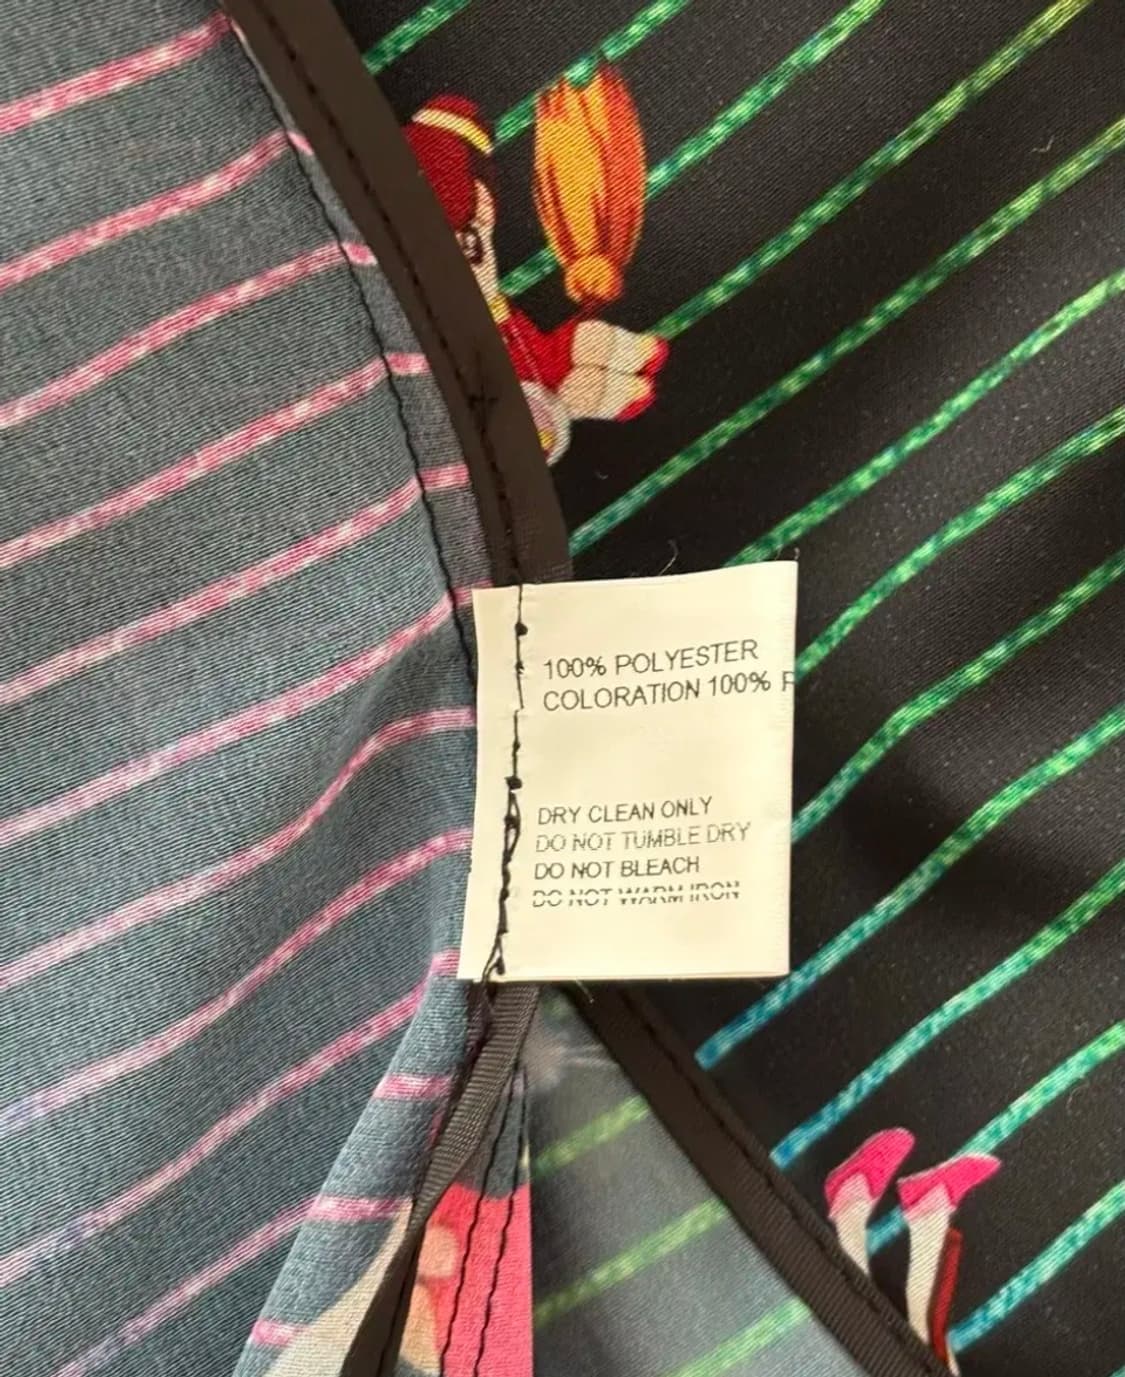 100% POLYESTER
COLORATION 100%
DRY CLEAN ONLY
DO NOT TUMBLE DRY
DO NOT BLEACH
DO NOT WARM IRON